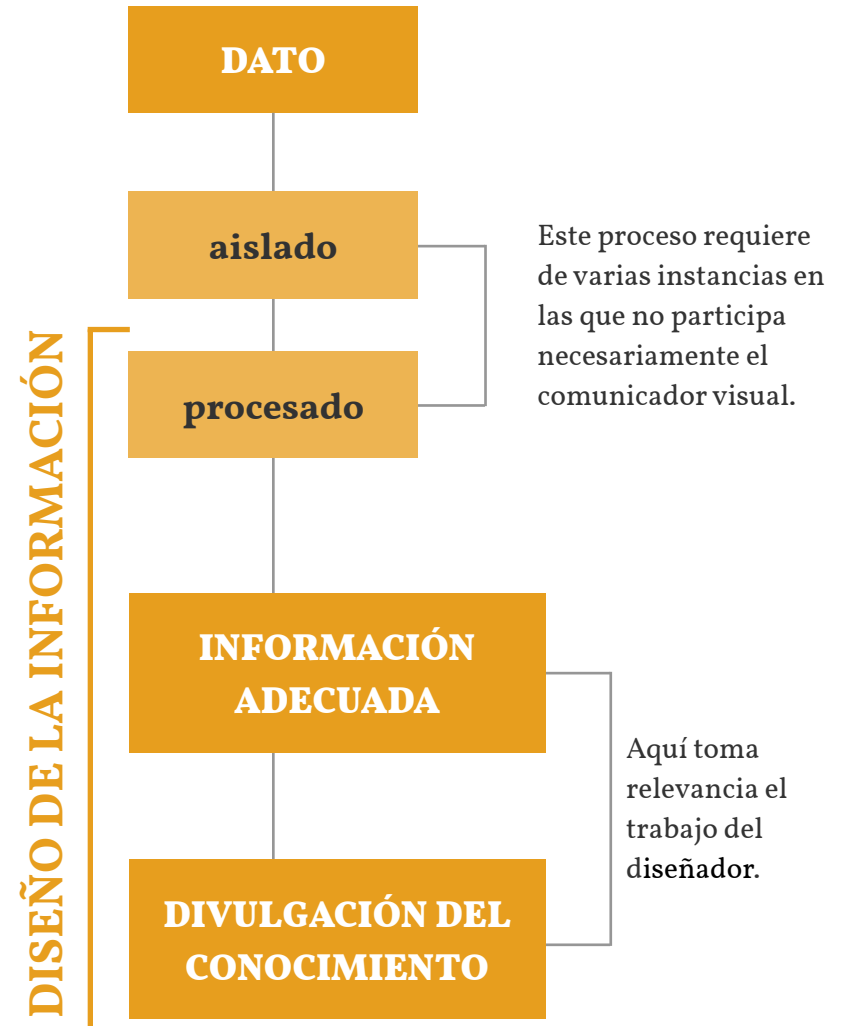 DATO
aislado
Este proceso requiere
de varias instancias en
las que no participa
necesariamente el
comunicador visual.
procesado
DISEÑO DE LA INFORMACIÓN
INFORMACIÓN
ADECUADA
Aquí toma
relevancia el
trabajo del
diseñador.
DIVULGACIÓN DEL
CONOCIMIENTO